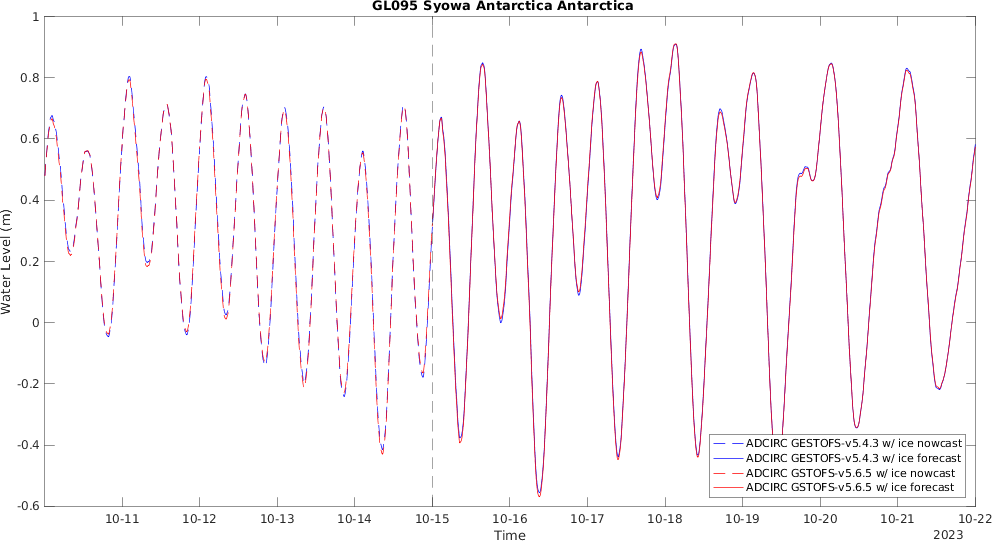 GL095 Syowa Antarctica Antarctica
1
0.8
0.6
0.4
0.2
0
-0.2
-0.4
-0.6
Water Level (m)
ADCIRC GESTOFS-v5.4.3 w/ ice nowcast
ADCIRC GESTOFS-v5.4.3 w/ ice forecast
ADCIRC GSTOFS-v5.6.5 w/ ice nowcast
ADCIRC GSTOFS-v5.6.5 w/ ice forecast
10-11 10-12 10-13 10-14 10-15 10-16 10-17 10-18 10-19 10-20 10-21 10-22
Time
2023